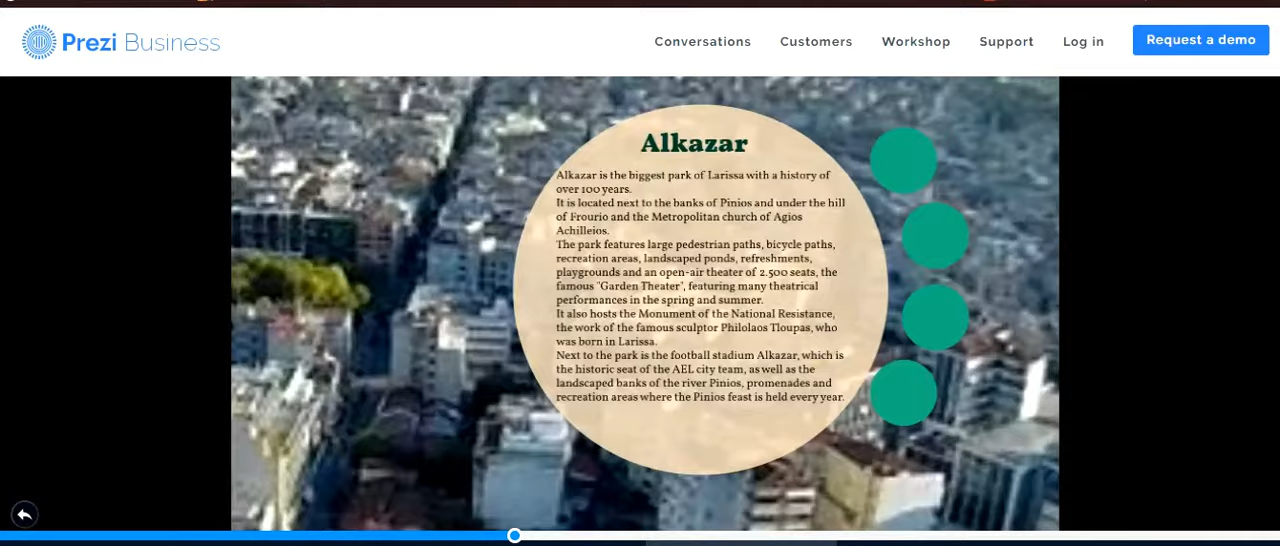 Prezi Business
Conversations
Customers
Workshop
Support
Log in
Request a demo
Alkazar
Alkazar is the biggest park of Larissa with a history of
over 100 years.
It is located next to the banks of Pinios and under the hill
of Frourio and the Metropolitan church of Agios
Achilleios.
The park features large pedestrian paths, bicycle paths,
recreation areas, landscaped ponds, refreshments,
playgrounds and an open-air theater of 2.500 seats, the
famous "Garden Theater", featuring many theatrical
performances in the spring and summer.
It also hosts the Monument of the National Resistance,
the work of the famous sculptor Philolaos Tloupas, who
was born in Larissa.
Next to the park is the football stadium Alkazar, which is
the historic seat of the AEL city team, as well as the
landscaped banks of the river Pinios, promenades and
recreation areas where the Pinios feast is held every year.